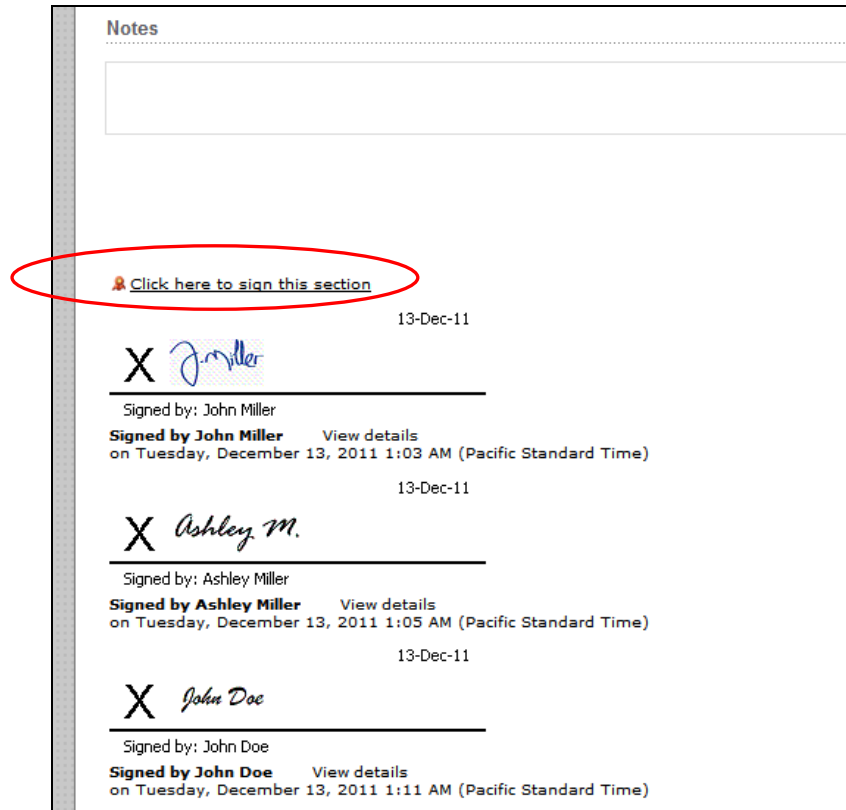 Notes
Click here to sign this section
13-Dec-11
X J.Miller
Signed by: John Miller
Signed by John Miller View details
on Tuesday, December 13, 2011 1:03 AM (Pacific Standard Time)
13-Dec-11
X Ashley M.
Signed by: Ashley Miller
Signed by Ashley Miller View details
on Tuesday, December 13, 2011 1:05 AM (Pacific Standard Time)
13-Dec-11
X John Doe
Signed by: John Doe
Signed by John Doe View details
on Tuesday, December 13, 2011 1:11 AM (Pacific Standard Time)